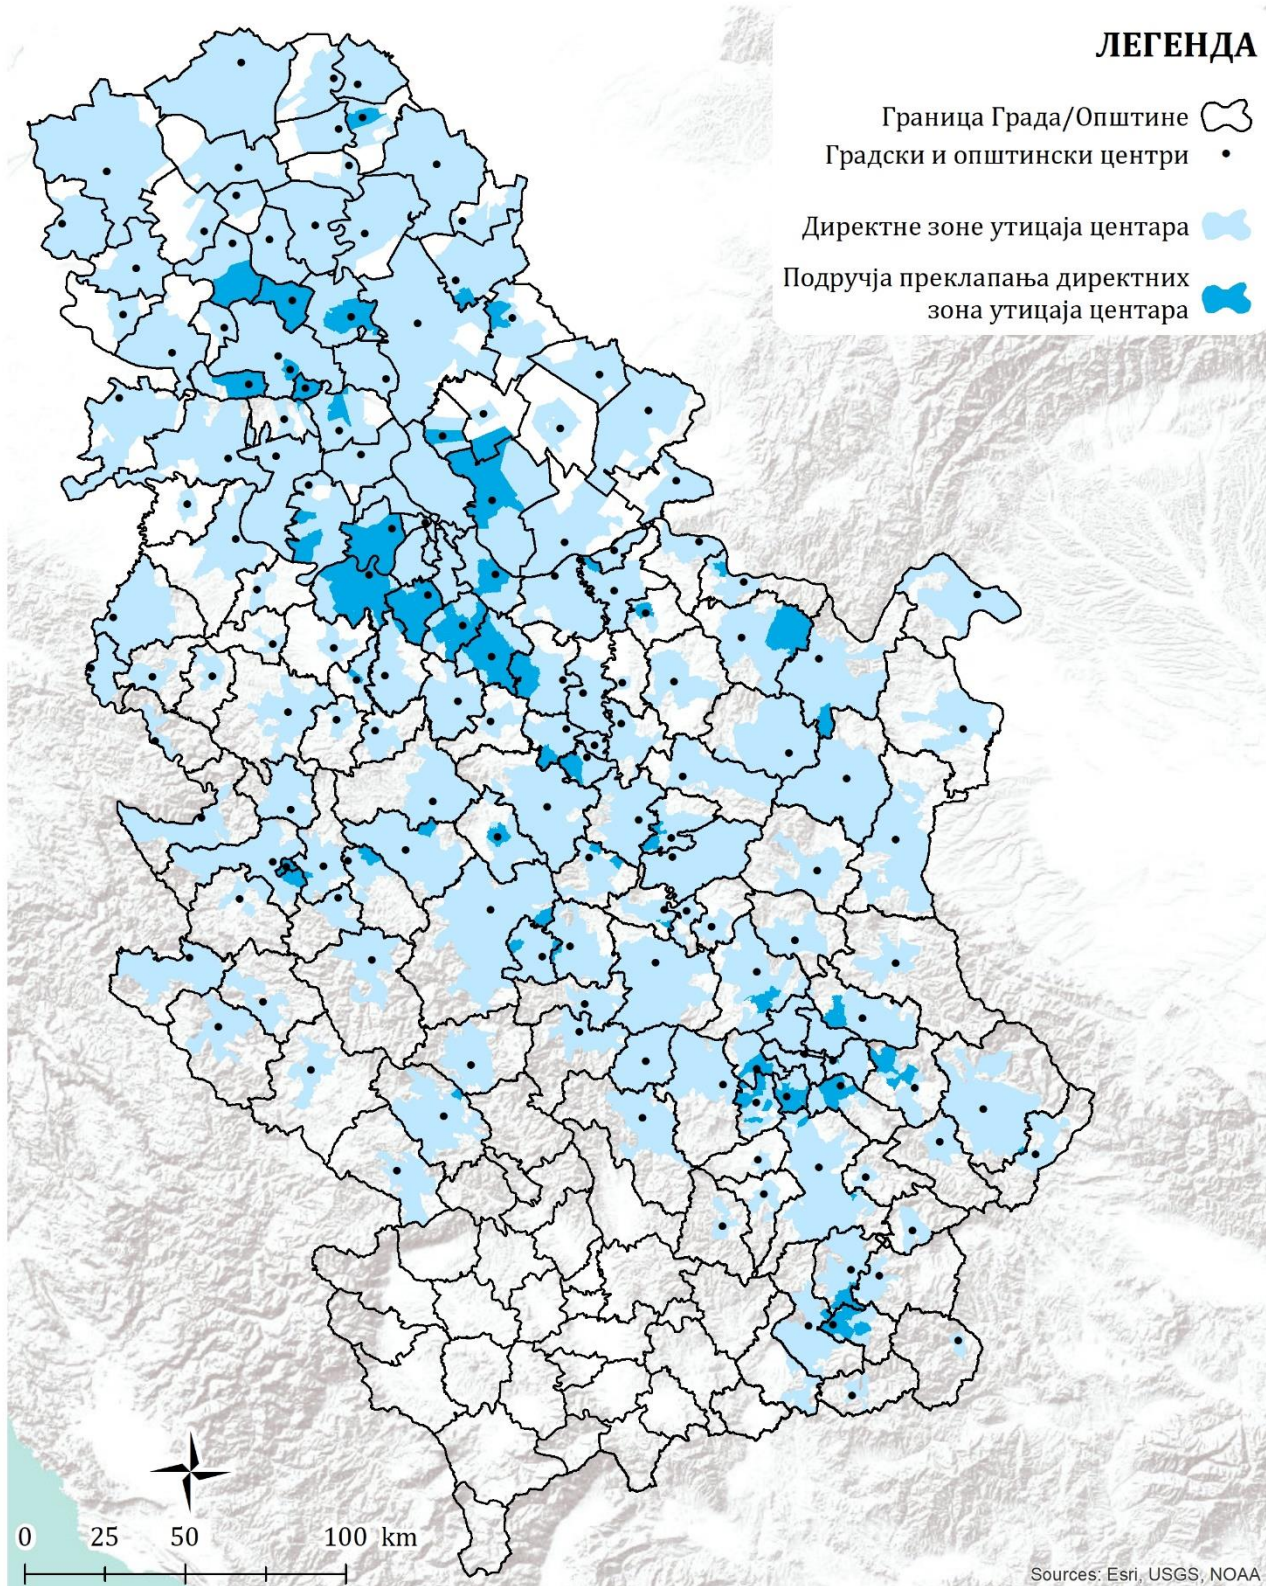 ЛЕГЕНДА
Граница Града/Општине
Градски и општински центри
Директне зоне утицаја центара
Подручја преклапања директних
зона утицаја центара
0 25 50 100 km
Sources: Esri, USGS, NOAA